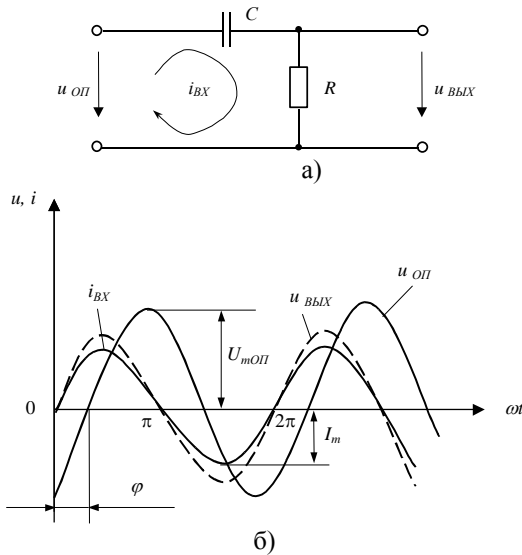 C
u ОП
i ВХ
R
u ВЫХ
а)
u, i
i ВХ
u ВЫХ
u ОП
U mОП
0
π
2π
I m
ωt
φ
б)